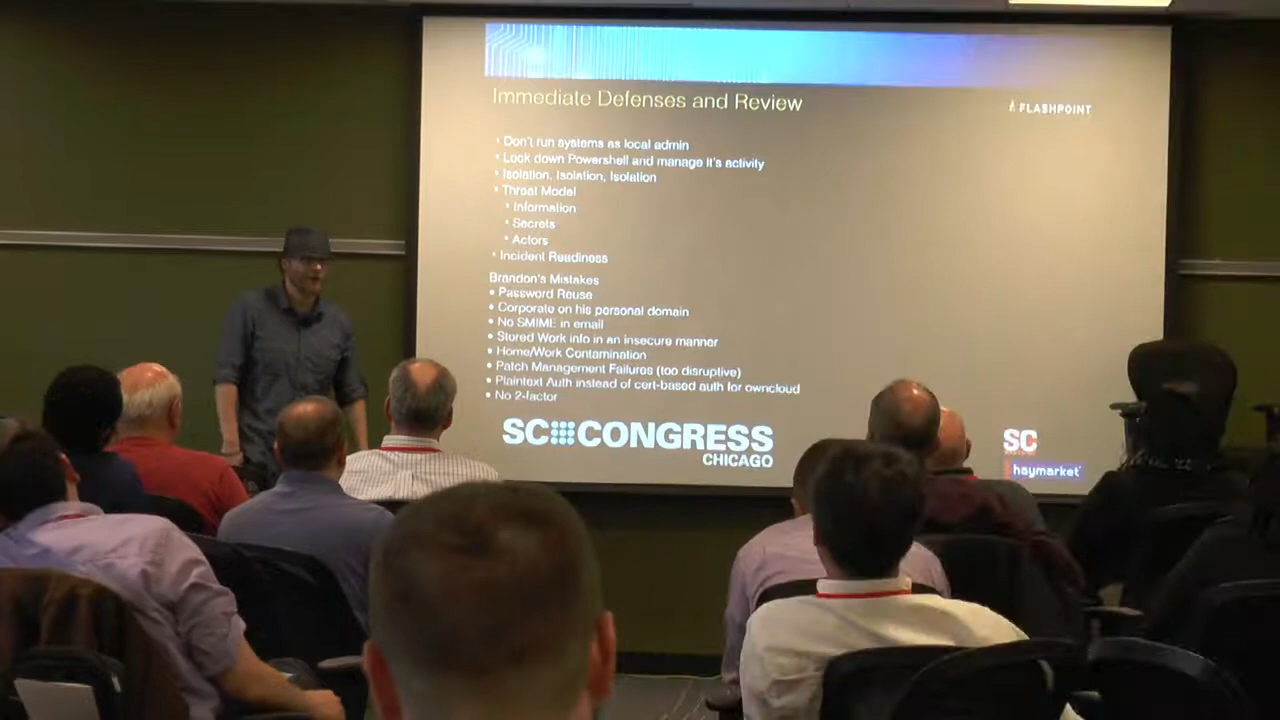 Immediate Defenses and Review
FLASHPOINT
• Don't run systems as local admin
• Lock down Powershell and manage it's activity
• Isolation, Isolation, Isolation
• Threat Model
• Information
• Secrets
• Actors
• Incident Readiness
Brandon's Mistakes
• Password Reuse
• Corporate on his personal domain
• No SMIME in email
• Stored Work info in an insecure manner
• Home/Work Contamination
• Patch Management Failures (too disruptive)
• Plaintext Auth instead of cert-based auth for owncloud
• No 2-factor
SC CONGRESS
CHICAGO
SC
haymarket